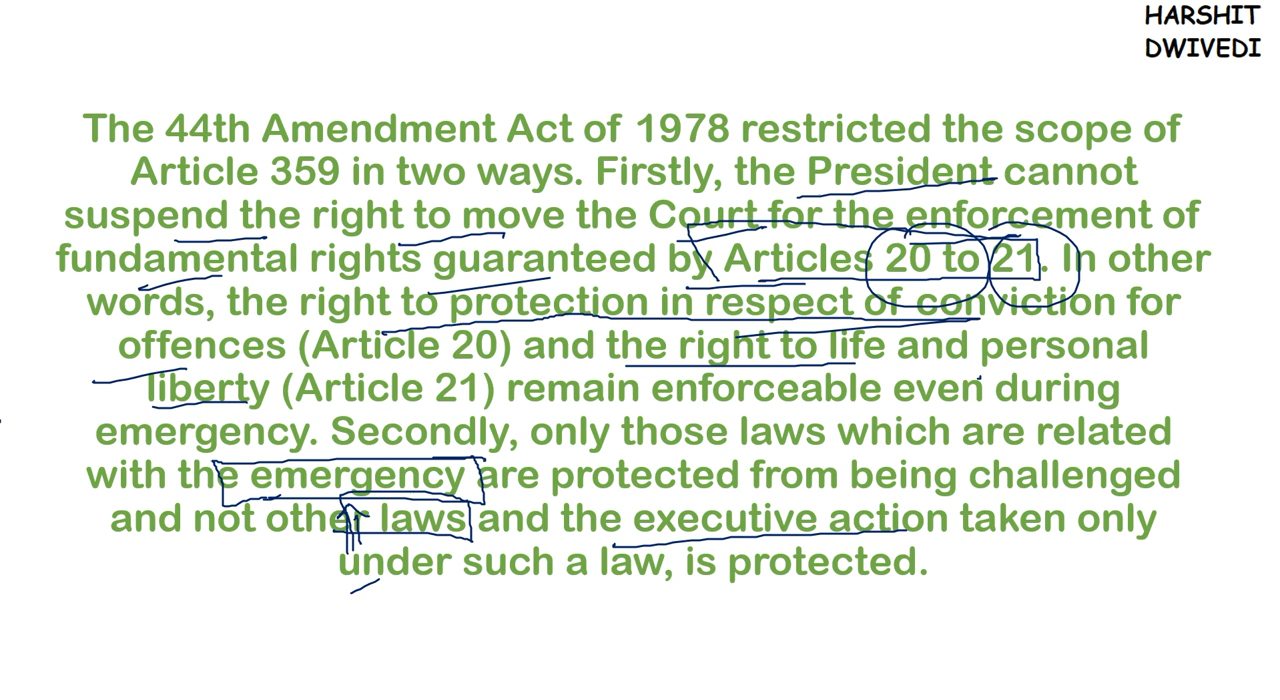 HARSHIT
DWIVEDI
The 44th Amendment Act of 1978 restricted the scope of
Article 359 in two ways. Firstly, the President cannot
suspend the right to move the Court for the enforcement of
fundamental rights guaranteed by Articles 20 to 21. In other
words, the right to protection in respect of conviction for
offences (Article 20) and the right to life and personal
liberty (Article 21) remain enforceable even during
emergency. Secondly, only those laws which are related
with the emergency are protected from being challenged
and not other laws and the executive action taken only
under such a law, is protected.